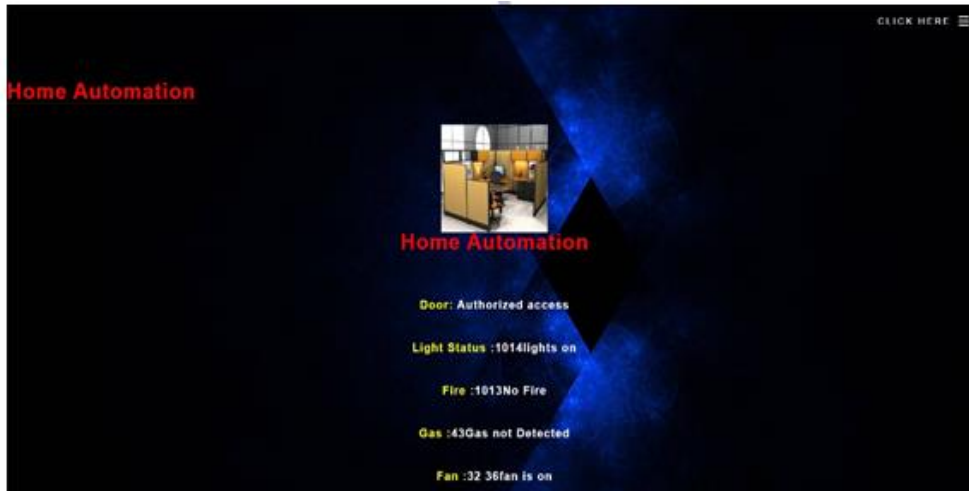 CLICK HERE
Home Automation
Home Automation
Door: Authorized access
Light Status :1014lights on
Fire :1013No Fire
Gas :43Gas not Detected
Fan :32 36fan is on